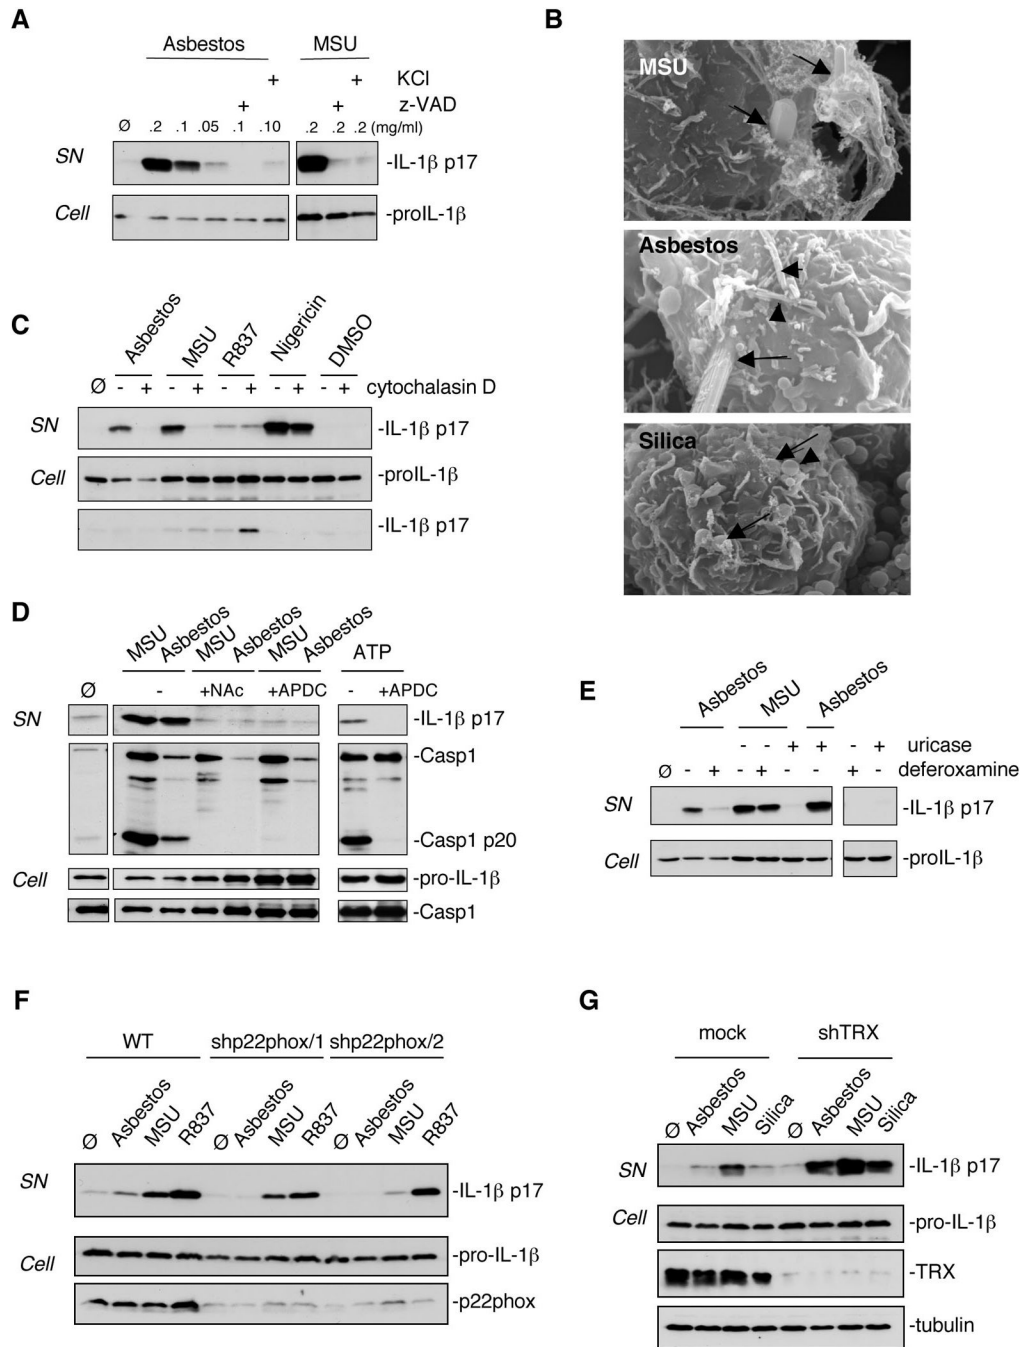 A
Asbestos MSU
+ + KCl
+ + z-VAD
Ø .2 .1 .05 .1 .10 .2 .2 .2 (mg/ml)
SN -IL-1β p17
Cell -proIL-1β
B
MSU
Asbestos
Silica
C
Asbestos MSU R837 Nigericin DMSO
Ø - + - + - + - + - + cytochalasin D
SN -IL-1β p17
Cell -proIL-1β
-IL-1β p17
D
MSU Asbestos MSU Asbestos MSU Asbestos ATP
Ø - +NAc +APDC - +APDC
SN -IL-1β p17
-Casp1
-Casp1 p20
Cell -pro-IL-1β
-Casp1
E
Asbestos MSU Asbestos
- - + + - + uricase
Ø - + - + - - + - deferoxamine
SN -IL-1β p17
Cell -proIL-1β
F
WT shp22phox/1 shp22phox/2
Ø Asbestos MSU R837 Ø Asbestos MSU R837 Ø Asbestos MSU R837
SN -IL-1β p17
Cell -pro-IL-1β
-p22phox
G
mock shTRX
Ø Asbestos MSU Silica Ø Asbestos MSU Silica
SN -IL-1β p17
Cell -pro-IL-1β
-TRX
-tubulin